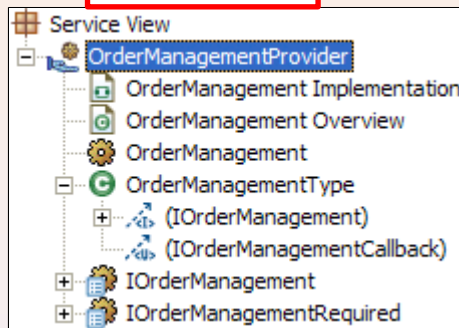 Service View
OrderManagementProvider
OrderManagement Implementation
OrderManagement Overview
OrderManagement
OrderManagementType
(IOrderManagement)
(IOrderManagementCallback)
IOrderManagement
IOrderManagementRequired